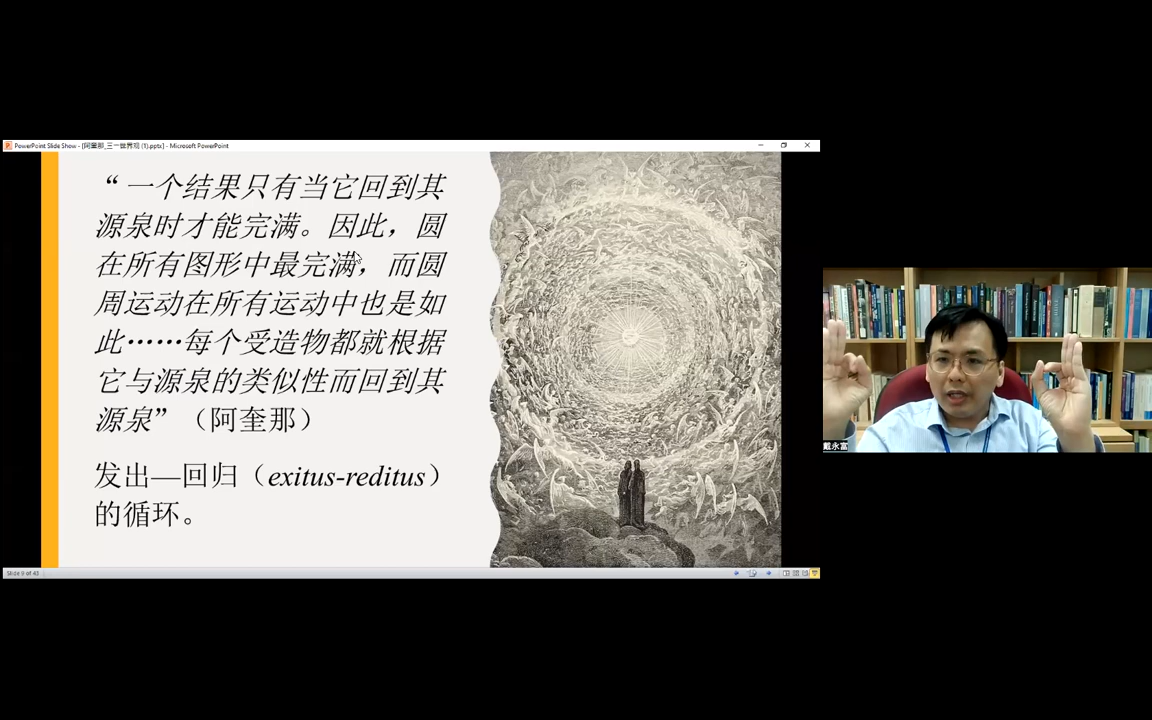 PowerPoint Slide Show - [阿奎那_三一世界观 (1).pptx] - Microsoft PowerPoint
“ 一个结果只有当它回到其
源泉时才能完满。因此，圆
在所有图形中最完满，而圆
周运动在所有运动中也是如
此……每个受造物都就根据
它与源泉的类似性而回到其
源泉”（阿奎那）
发出—回归（exitus-reditus）
的循环。
戴永富
Slide 9 of 43